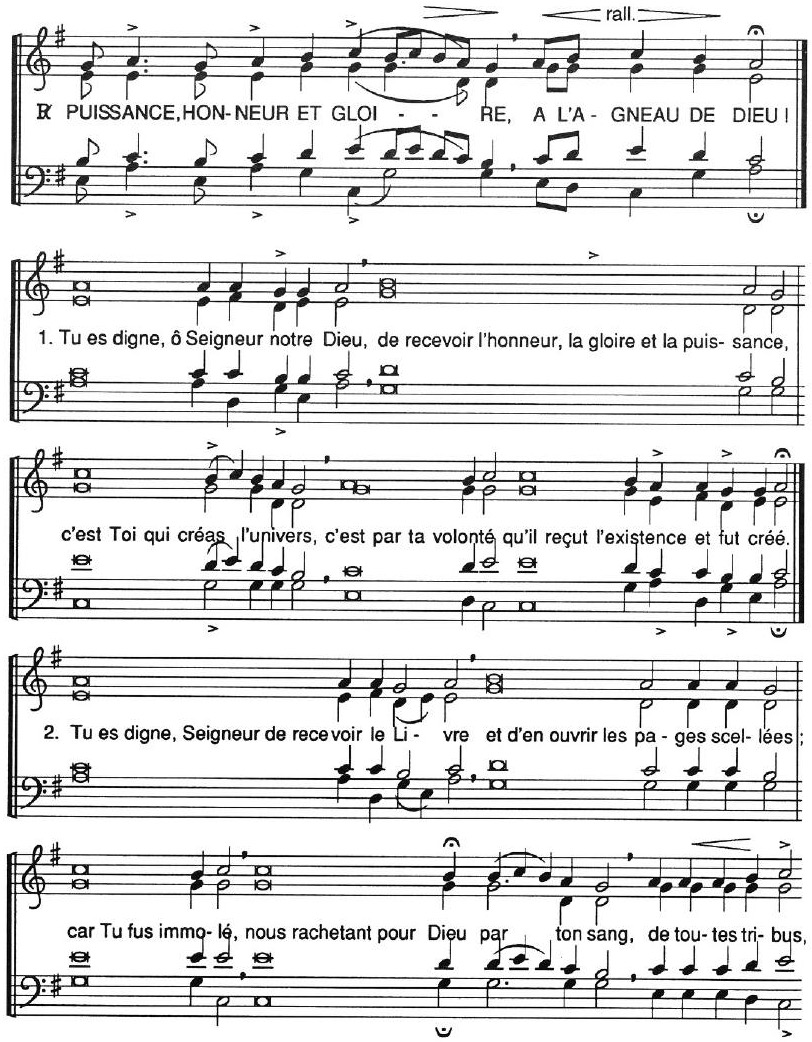 rall.
℟ PUISSANCE, HON-NEUR ET GLOI - - RE, A L'A - GNEAU DE DIEU !
1. Tu es digne, ô Seigneur notre Dieu, de recevoir l'honneur, la gloire et la puis- sance,
c'est Toi qui créas l'univers, c'est par ta volonté qu'il reçut l'existence et fut créé.
2. Tu es digne, Seigneur de recevoir le Li - vre et d'en ouvrir les pa - ges scel- lées ;
car Tu fus immo- lé, nous rachetant pour Dieu par ton sang, de tou- tes tri- bus,